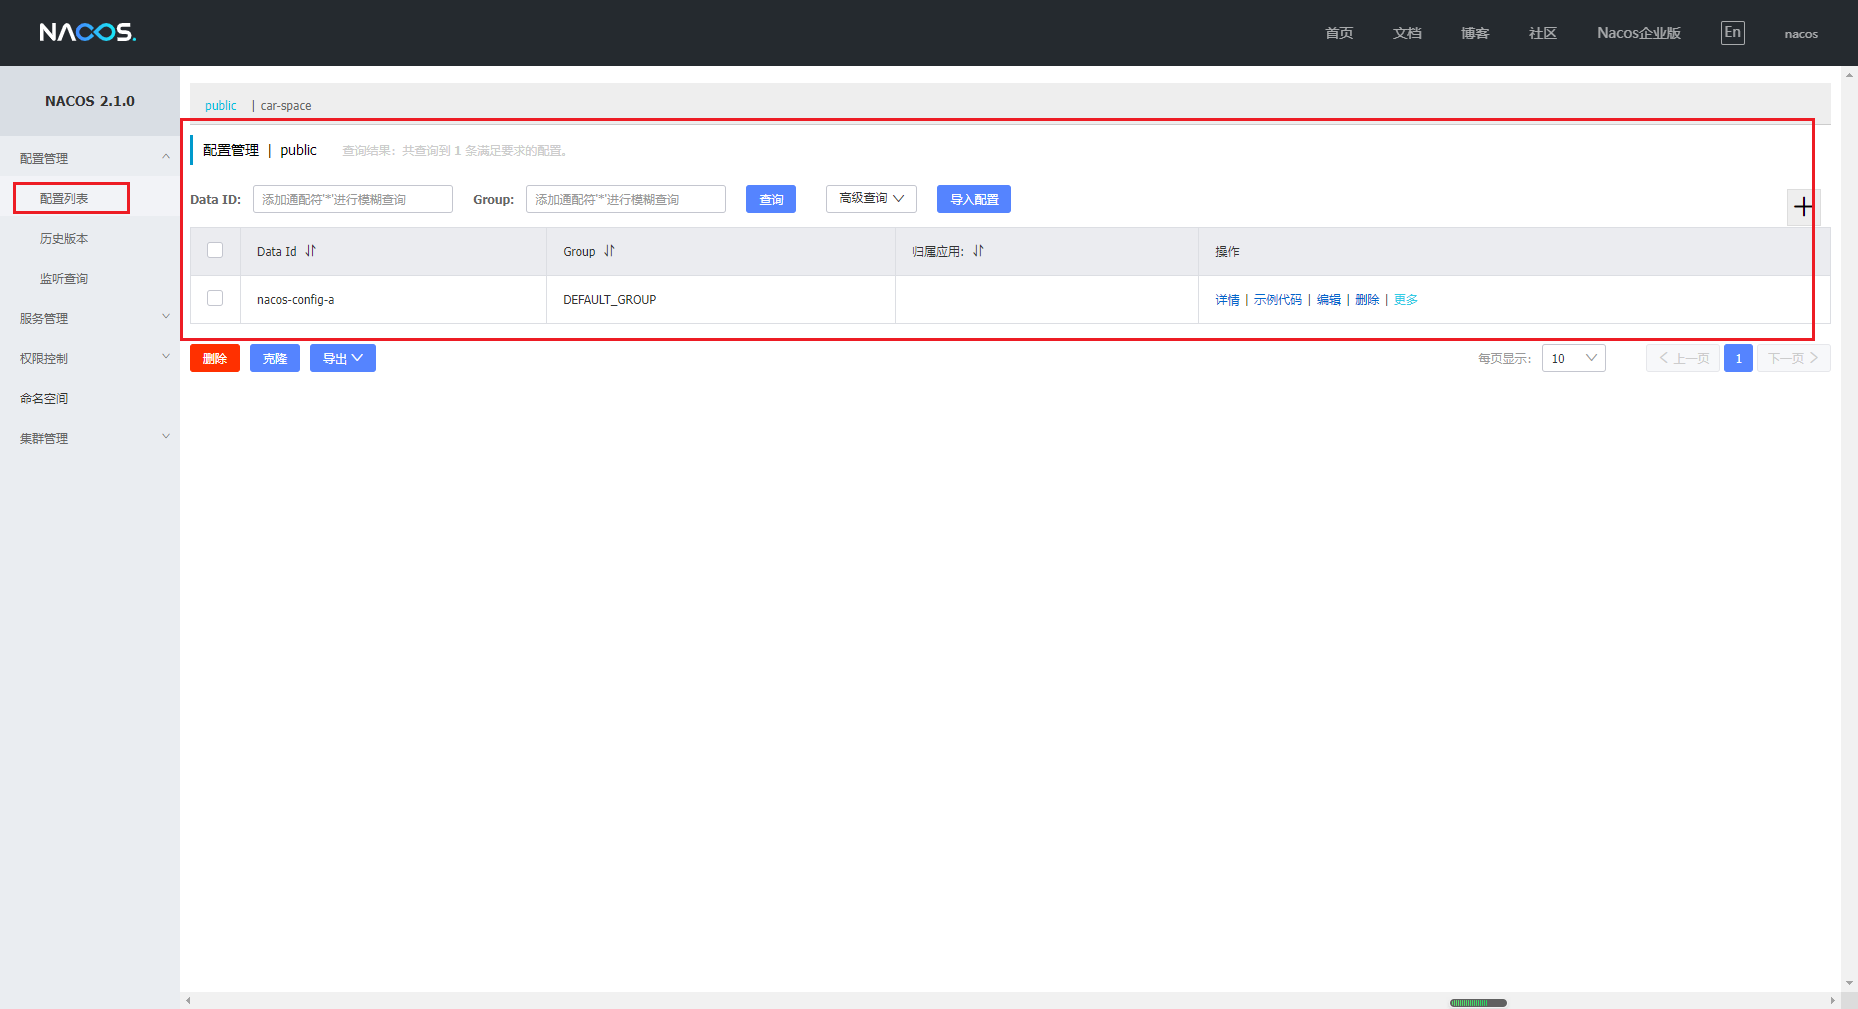 NACOS. 首页 文档 博客 社区 Nacos企业版 En nacos
NACOS 2.1.0
配置管理
配置列表
历史版本
监听查询
服务管理
权限控制
命名空间
集群管理
public | car-space
配置管理 | public 查询结果：共查询到 1 条满足要求的配置。
Data ID: 添加通配符'*'进行模糊查询 Group: 添加通配符'*'进行模糊查询 查询 高级查询 导入配置 +
Data Id Group 归属应用: 操作
nacos-config-a DEFAULT_GROUP 详情 | 示例代码 | 编辑 | 删除 | 更多
删除 克隆 导出 每页显示: 10 上一页 1 下一页